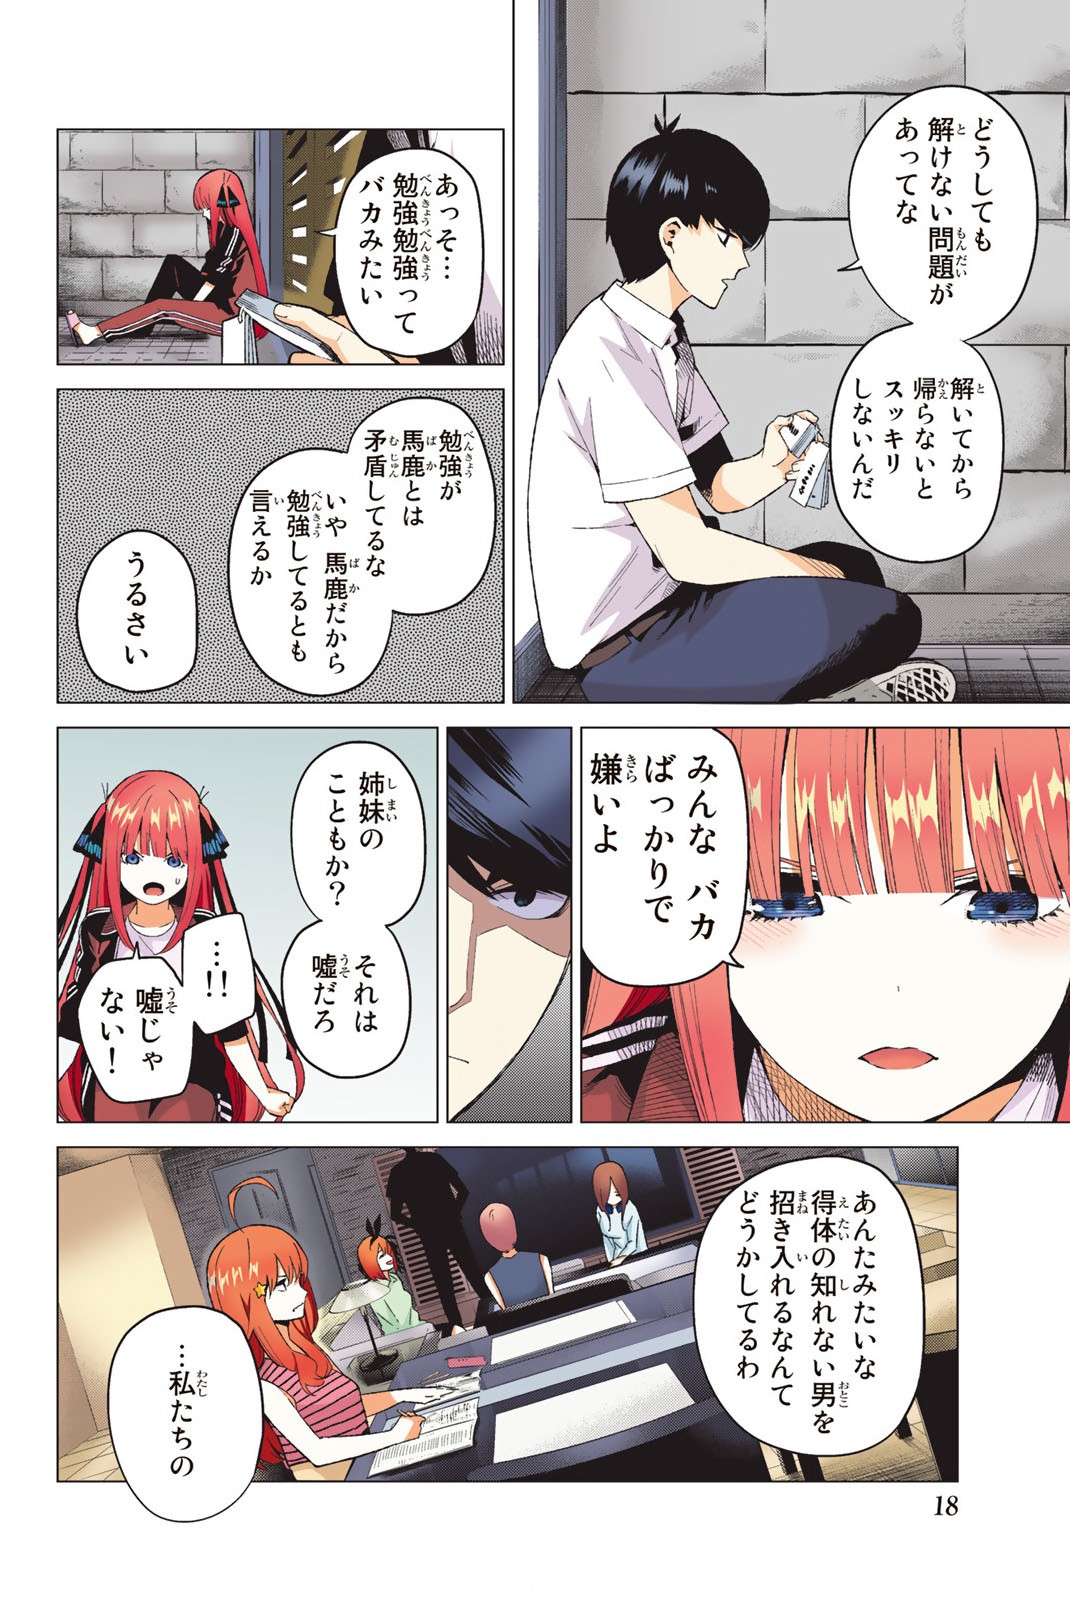 どうしても
解けない問題が
あってな
解いてから
帰らないと
スッキリ
しないんだ
あっそ…
勉強勉強って
バカみたい
勉強が
馬鹿とは
矛盾してるな
いや 馬鹿だから
勉強してるとも
言えるか
うるさい
みんな バカ
ばっかりで
嫌いよ
姉妹の
こともか？
それは
嘘だろ
…!!
嘘じゃ
ない！
あんたみたいな
得体の知れない男を
招き入れるなんて
どうかしてるわ
…私たちの
18